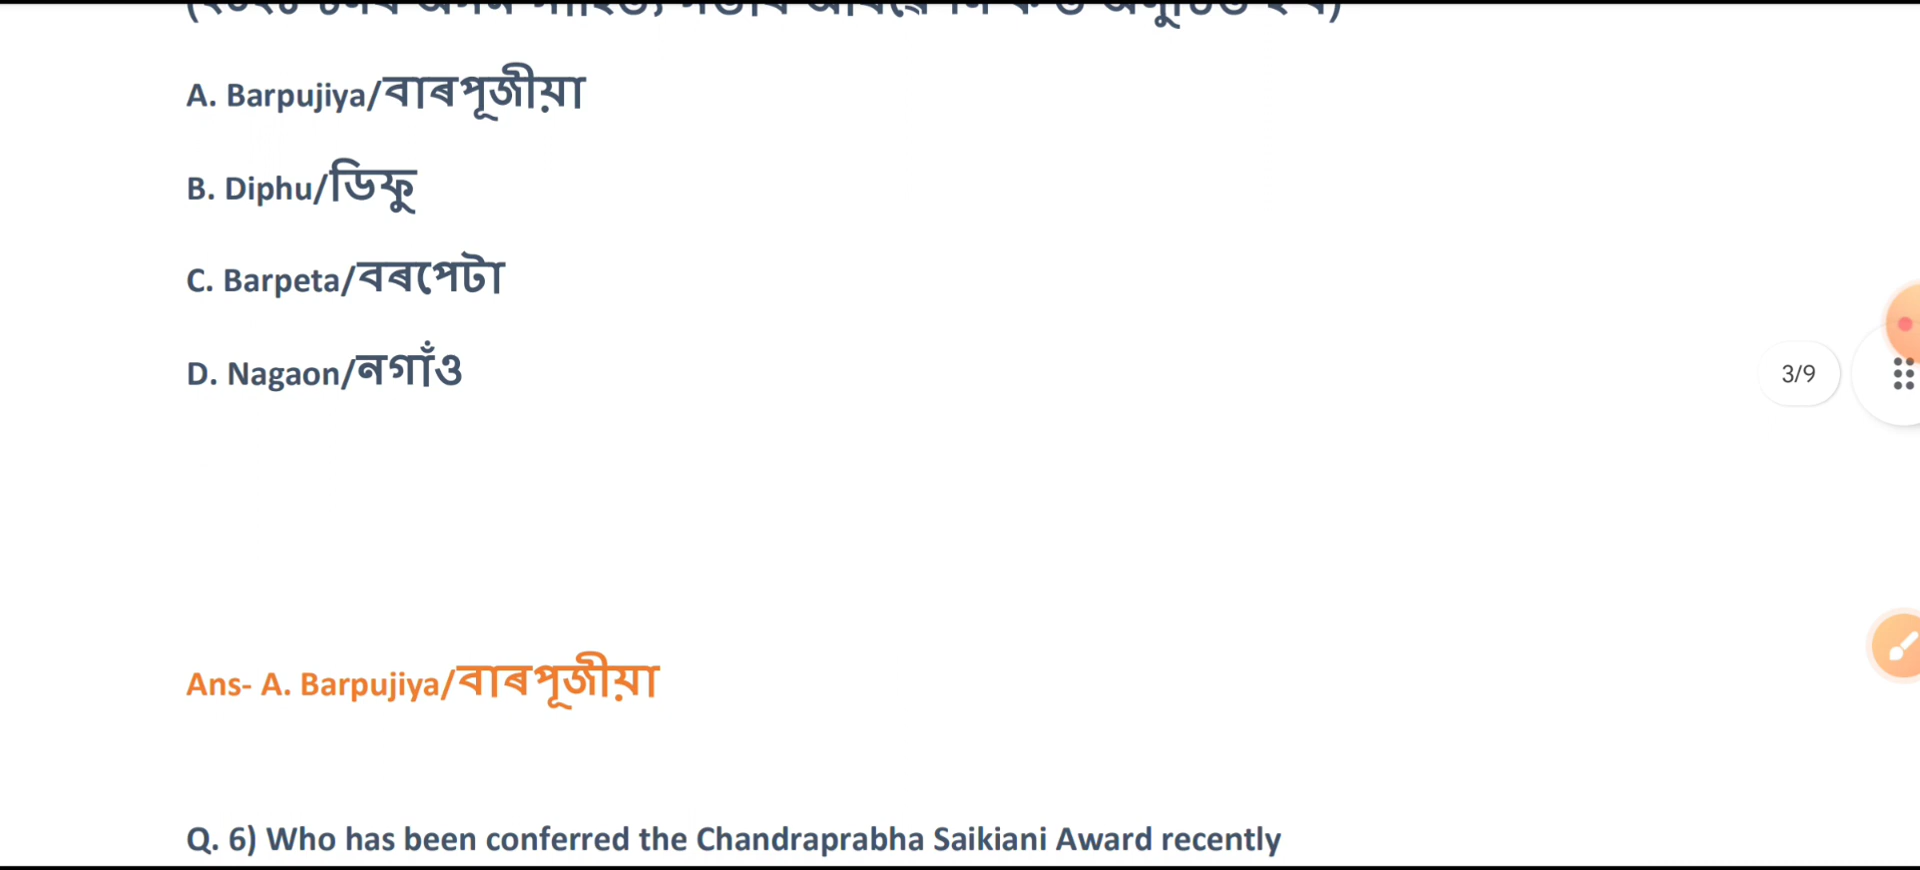 A. Barpujiya/বাৰপূজীয়া
B. Diphu/ডিফু
C. Barpeta/বৰপেটা
D. Nagaon/নগাঁও
3/9
Ans- A. Barpujiya/বাৰপূজীয়া
Q. 6) Who has been conferred the Chandraprabha Saikiani Award recently